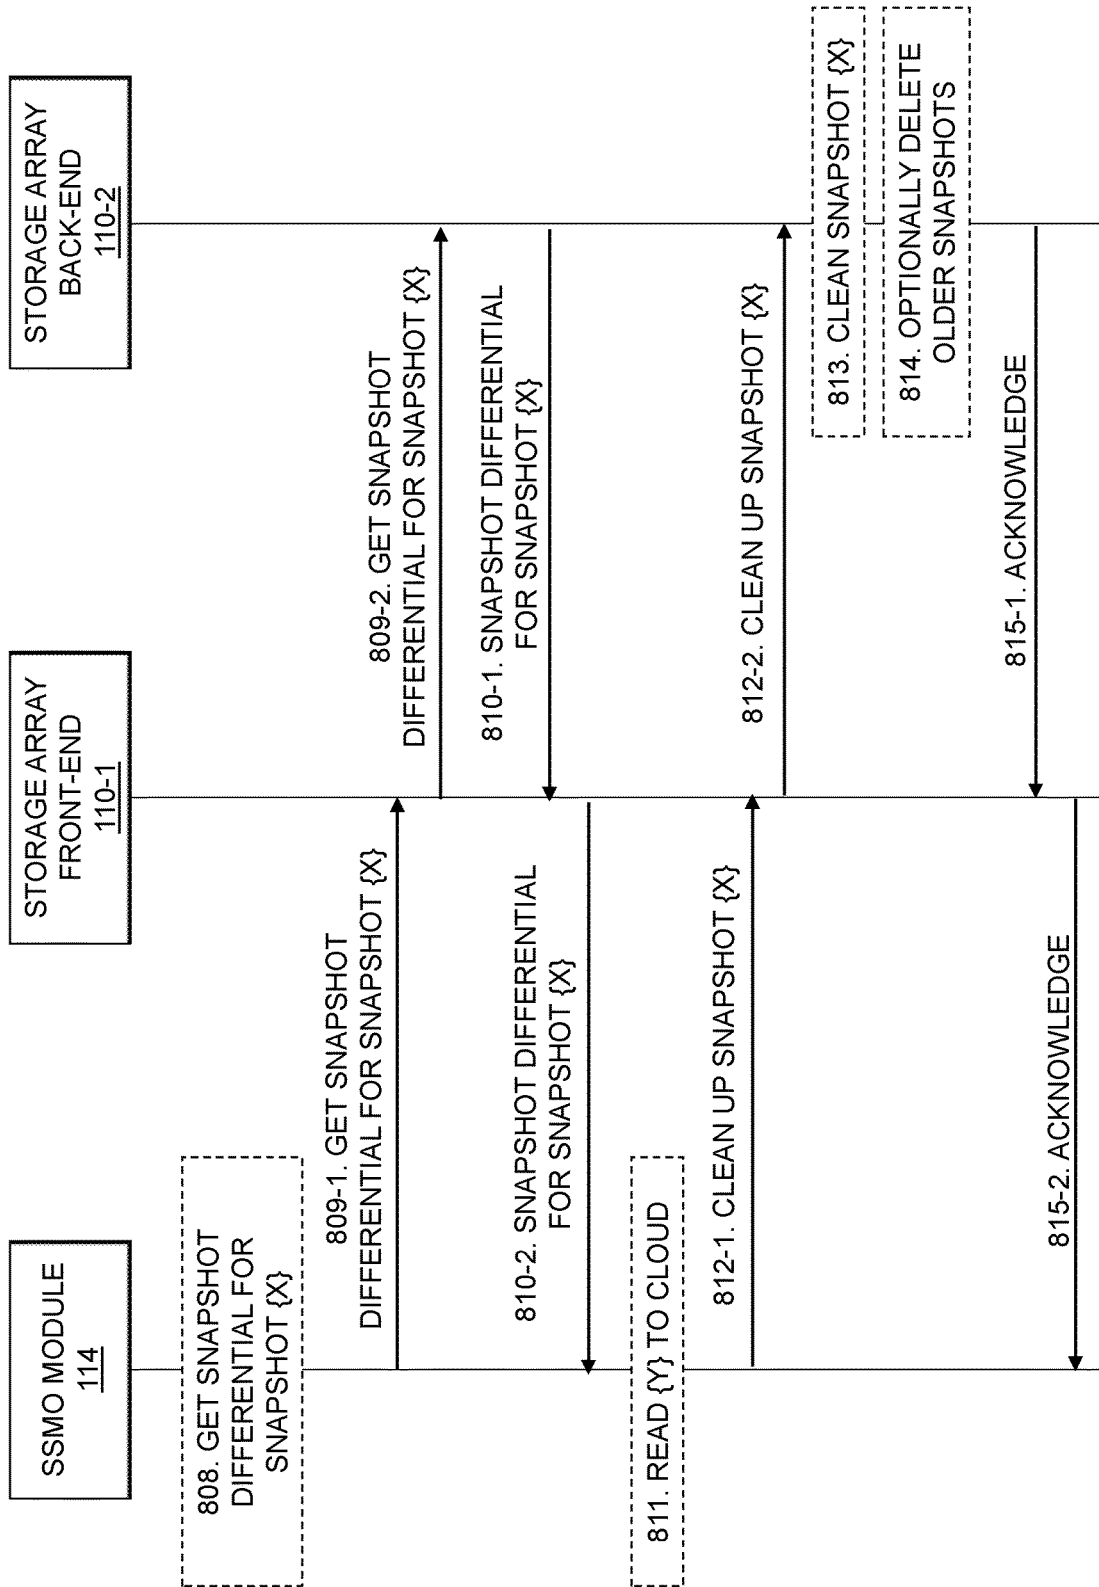 SSMO MODULE
114
STORAGE ARRAY
FRONT-END
110-1
STORAGE ARRAY
BACK-END
110-2
808. GET SNAPSHOT
DIFFERENTIAL FOR
SNAPSHOT {X}
809-1. GET SNAPSHOT
DIFFERENTIAL FOR SNAPSHOT {X}
809-2. GET SNAPSHOT
DIFFERENTIAL FOR SNAPSHOT {X}
810-1. SNAPSHOT DIFFERENTIAL
FOR SNAPSHOT {X}
810-2. SNAPSHOT DIFFERENTIAL
FOR SNAPSHOT {X}
811. READ {Y} TO CLOUD
812-1. CLEAN UP SNAPSHOT {X}
812-2. CLEAN UP SNAPSHOT {X}
813. CLEAN SNAPSHOT {X}
814. OPTIONALLY DELETE
OLDER SNAPSHOTS
815-1. ACKNOWLEDGE
815-2. ACKNOWLEDGE